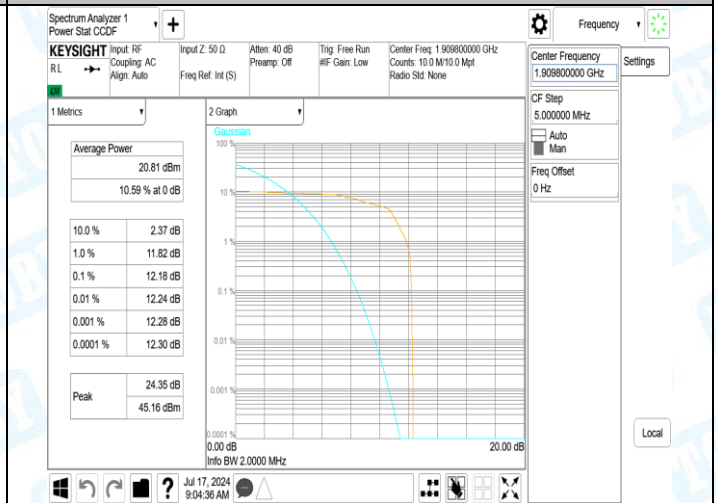 Spectrum Analyzer 1
Power Stat CCDF
Frequency
KEYSIGHT
RL
Input: RF
Coupling: AC
Align: Auto
Input Z: 50 Ω
Freq Ref: Int (S)
Atten: 40 dB
Preamp: Off
Trig: Free Run
#IF Gain: Low
Center Freq: 1.909800000 GHz
Counts: 10.0 M/10.0 Mpt
Radio Std: None
Center Frequency
1.909800000 GHz
Settings
CF Step
5.000000 MHz
Auto
Man
Freq Offset
0 Hz
1 Metrics
Average Power
20.81 dBm
10.59 % at 0 dB
10.0 % 2.37 dB
1.0 % 11.82 dB
0.1 % 12.18 dB
0.01 % 12.24 dB
0.001 % 12.28 dB
0.0001 % 12.30 dB
Peak
24.35 dB
45.16 dBm
2 Graph
Gaussian
100 %
10 %
1 %
0.1 %
0.01 %
0.001 %
0.0001 %
0.00 dB 20.00 dB
Info BW 2.0000 MHz
Local
Jul 17, 2024
9:04:36 AM